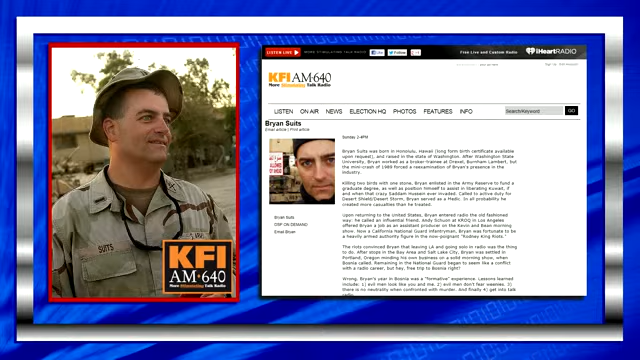 SUITS
KFI
AM•640
More Stimulating Talk Radio
LISTEN LIVE
MORE STIMULATING TALK RADIO
Like
Follow
Free Live and Custom Radio
iHeartRADIO
KFI AM•640
More Stimulating Talk Radio
LISTEN ON AIR NEWS ELECTION HQ PHOTOS FEATURES INFO
Search/Keyword
GO
Bryan Suits
Email article | Print article
Bryan Suits
DSF ON DEMAND
Email Bryan
Sunday 2-4PM
Bryan Suits was born in Honolulu, Hawaii (long form birth certificate available
upon request), and raised in the state of Washington. After Washington State
University, Bryan worked as a broker-trainee at Drexel, Burnham Lambert, but
the mini-crash of 1989 forced a reexamination of Bryan's presence in the
industry.
Killing two birds with one stone, Bryan enlisted in the Army Reserve to fund a
graduate degree, as well as position himself to assist in liberating Kuwait, if
and when that crazy Saddam Hussein ever invaded. Called to active duty for
Desert Shield/Desert Storm, Bryan served as a Medic. In all probability he
created more casualties than he treated.
Upon returning to the United States, Bryan entered radio the old fashioned
way: he called an influential friend. Andy Schuon at KROQ in Los Angeles
offered Bryan a job as an assistant producer on the Kevin and Bean morning
show. Now a California National Guard infantryman, Bryan was fortunate to be
a heavily armed authority figure in the now-poignant "Rodney King Riots."
The riots convinced Bryan that leaving LA and going solo in radio was the thing
to do. After stops in the Bay Area and Salt Lake City, Bryan was settled in
Portland, Oregon minding his own business on a solid morning show, when
Bosnia called. Remaining in the National Guard began to seem like a conflict
with a radio career, but hey, free trip to Bosnia right?
Wrong. Bryan's year in Bosnia was a "formative" experience. Lessons learned
include: 1) evil men look like you and me. 2) evil men don't fear weenies. 3)
there is no neutrality when confronted with murder. And finally 4) get into talk
radio.